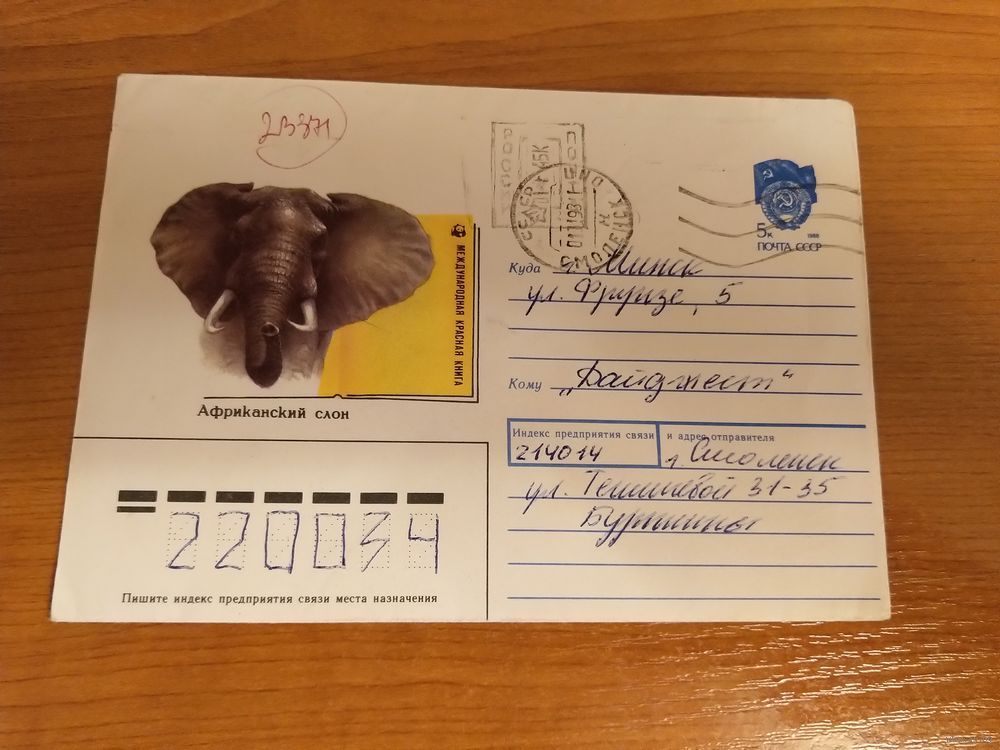 23371
СМОЛЕНСК
5к
1988
ПОЧТА СССР
Куда г. Минск
ул. Фрунзе, 5
Кому „Дайджест“
МЕЖДУНАРОДНАЯ КРАСНАЯ КНИГА
Африканский слон
Индекс предприятия связи и адрес отправителя
214014 г. Смоленск
ул. Тенишевой 31-35
220034
Пишите индекс предприятия связи места назначения